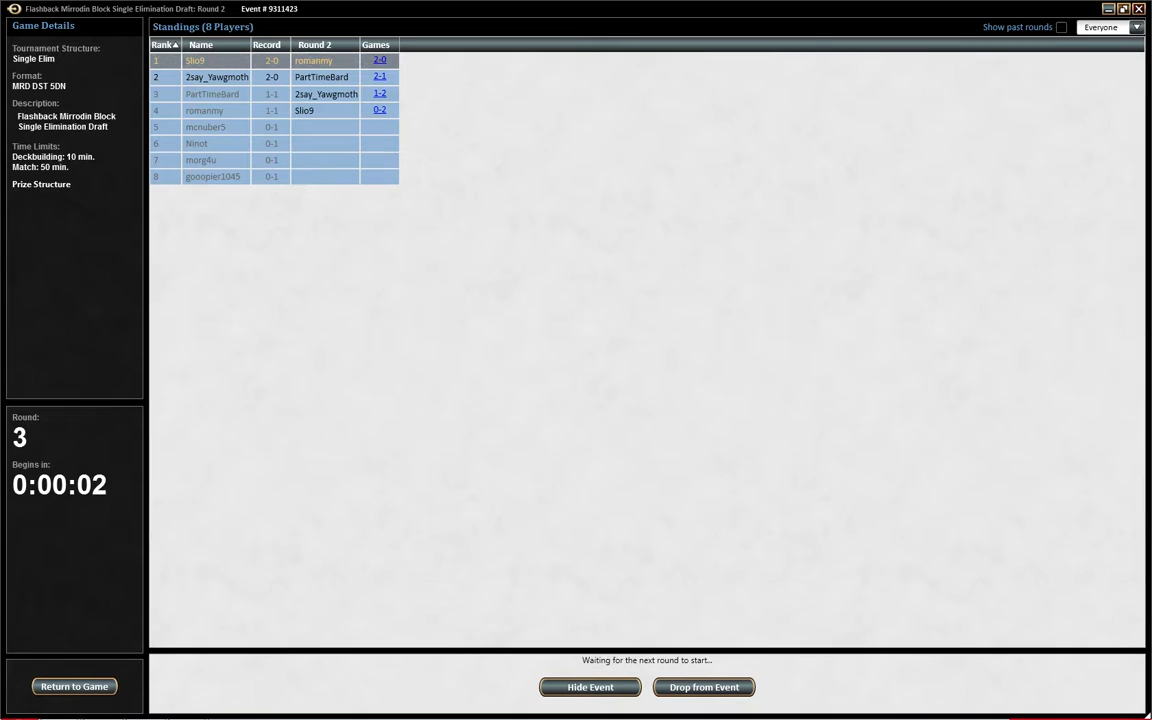 Flashback Mirrodin Block Single Elimination Draft: Round 2 Event # 9311423
Game Details
Tournament Structure:
Single Elim
Format:
MRD DST 5DN
Description:
Flashback Mirrodin Block
Single Elimination Draft
Time Limits:
Deckbuilding: 10 min.
Match: 50 min.
Prize Structure
Round:
3
Begins in:
0:00:02
Return to Game
Standings (8 Players) Show past rounds Everyone
Rank Name Record Round 2 Games
1 Slio9 2-0 romanmy 2-0
2 2say_Yawgmoth 2-0 PartTimeBard 2-1
3 PartTimeBard 1-1 2say_Yawgmoth 1-2
4 romanmy 1-1 Slio9 0-2
5 mcnuber5 0-1
6 Ninot 0-1
7 morg4u 0-1
8 gooopier1045 0-1
Waiting for the next round to start...
Hide Event Drop from Event